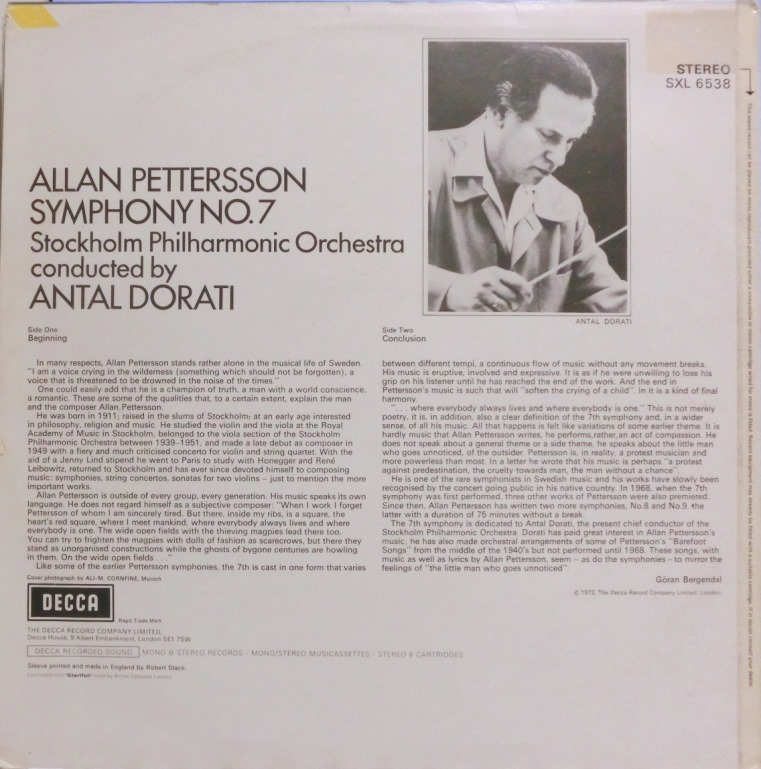 STEREO
SXL 6538
ALLAN PETTERSSON
SYMPHONY NO. 7
Stockholm Philharmonic Orchestra
conducted by
ANTAL DORATI
ANTAL DORATI
Side One
Beginning
In many respects, Allan Pettersson stands rather alone in the musical life of Sweden.
"I am a voice crying in the wilderness (something which should not be forgotten), a
voice that is threatened to be drowned in the noise of the times."
One could easily add that he is a champion of truth, a man with a world conscience,
a romantic. These are some of the qualities that, to a certain extent, explain the man
and the composer Allan Pettersson.
He was born in 1911; raised in the slums of Stockholm; at an early age interested
in philosophy, religion and music. He studied the violin and the viola at the Royal
Academy of Music in Stockholm, belonged to the viola section of the Stockholm
Philharmonic Orchestra between 1939–1951, and made a late debut as composer in
1949 with a fiery and much criticised concerto for violin and string quartet. With the
aid of a Jenny Lind stipend he went to Paris to study with Honegger and René
Leibowitz, returned to Stockholm and has ever since devoted himself to composing
music: symphonies, string concertos, sonatas for two violins – just to mention the more
important works.
Allan Pettersson is outside of every group, every generation. His music speaks its own
language. He does not regard himself as a subjective composer: "When I work I forget
Pettersson of whom I am sincerely tired. But there, inside my ribs, is a square, the
heart's red square, where I meet mankind, where everybody always lives and where
everybody is one. The wide open fields with the thieving magpies lead there too.
You can try to frighten the magpies with dolls of fashion as scarecrows, but there they
stand as unorganised constructions while the ghosts of bygone centuries are howling
in them. On the wide open fields . . ."
Like some of the earlier Pettersson symphonies, the 7th is cast in one form that varies
Side Two
Conclusion
between different tempi, a continuous flow of music without any movement breaks.
His music is eruptive, involved and expressive. It is as if he were unwilling to lose his
grip on his listener until he has reached the end of the work. And the end in
Pettersson's music is such that will "soften the crying of a child". In it is a kind of final
harmony.
". . . where everybody always lives and where everybody is one." This is not merely
poetry, it is, in addition, also a clear definition of the 7th symphony and, in a wider
sense, of all his music. All that happens is felt like variations of some earlier theme. It is
hardly music that Allan Pettersson writes, he performs, rather, an act of compassion. He
does not speak about a general theme or a side theme, he speaks about the little man
who goes unnoticed, of the outsider. Pettersson is, in reality, a protest musician and
more powerless than most. In a letter he wrote that his music is perhaps "a protest
against predestination, the cruelty towards man, the man without a chance".
He is one of the rare symphonists in Swedish music and his works have slowly been
recognised by the concert going public in his native country. In 1968, when the 7th
symphony was first performed, three other works of Pettersson were also premiered.
Since then, Allan Pettersson has written two more symphonies, No.8 and No.9, the
latter with a duration of 75 minutes without a break.
The 7th symphony is dedicated to Antal Dorati, the present chief conductor of the
Stockholm Philharmonic Orchestra. Dorati has paid great interest in Allan Pettersson's
music; he has also made orchestral arrangements of some of Pettersson's "Barefoot
Songs" from the middle of the 1940's but not performed until 1968. These songs, with
music as well as lyrics by Allan Pettersson, seem – as do the symphonies – to mirror the
feelings of "the little man who goes unnoticed".
Göran Bergendal
© 1972, The Decca Record Company Limited, London.
Cover photograph by ALI-M. CORNFINE, Munich
DECCA
Regd. Trade Mark
THE DECCA RECORD COMPANY LIMITED,
Decca House, 9 Albert Embankment, London SE1 7SW
DECCA RECORDED SOUND MONO & STEREO RECORDS · MONO/STEREO MUSICASSETTES · STEREO 8 CARTRIDGES
Sleeve printed and made in England by Robert Stace
Laminated with 'Clarifoil' made by British Celanese Limited